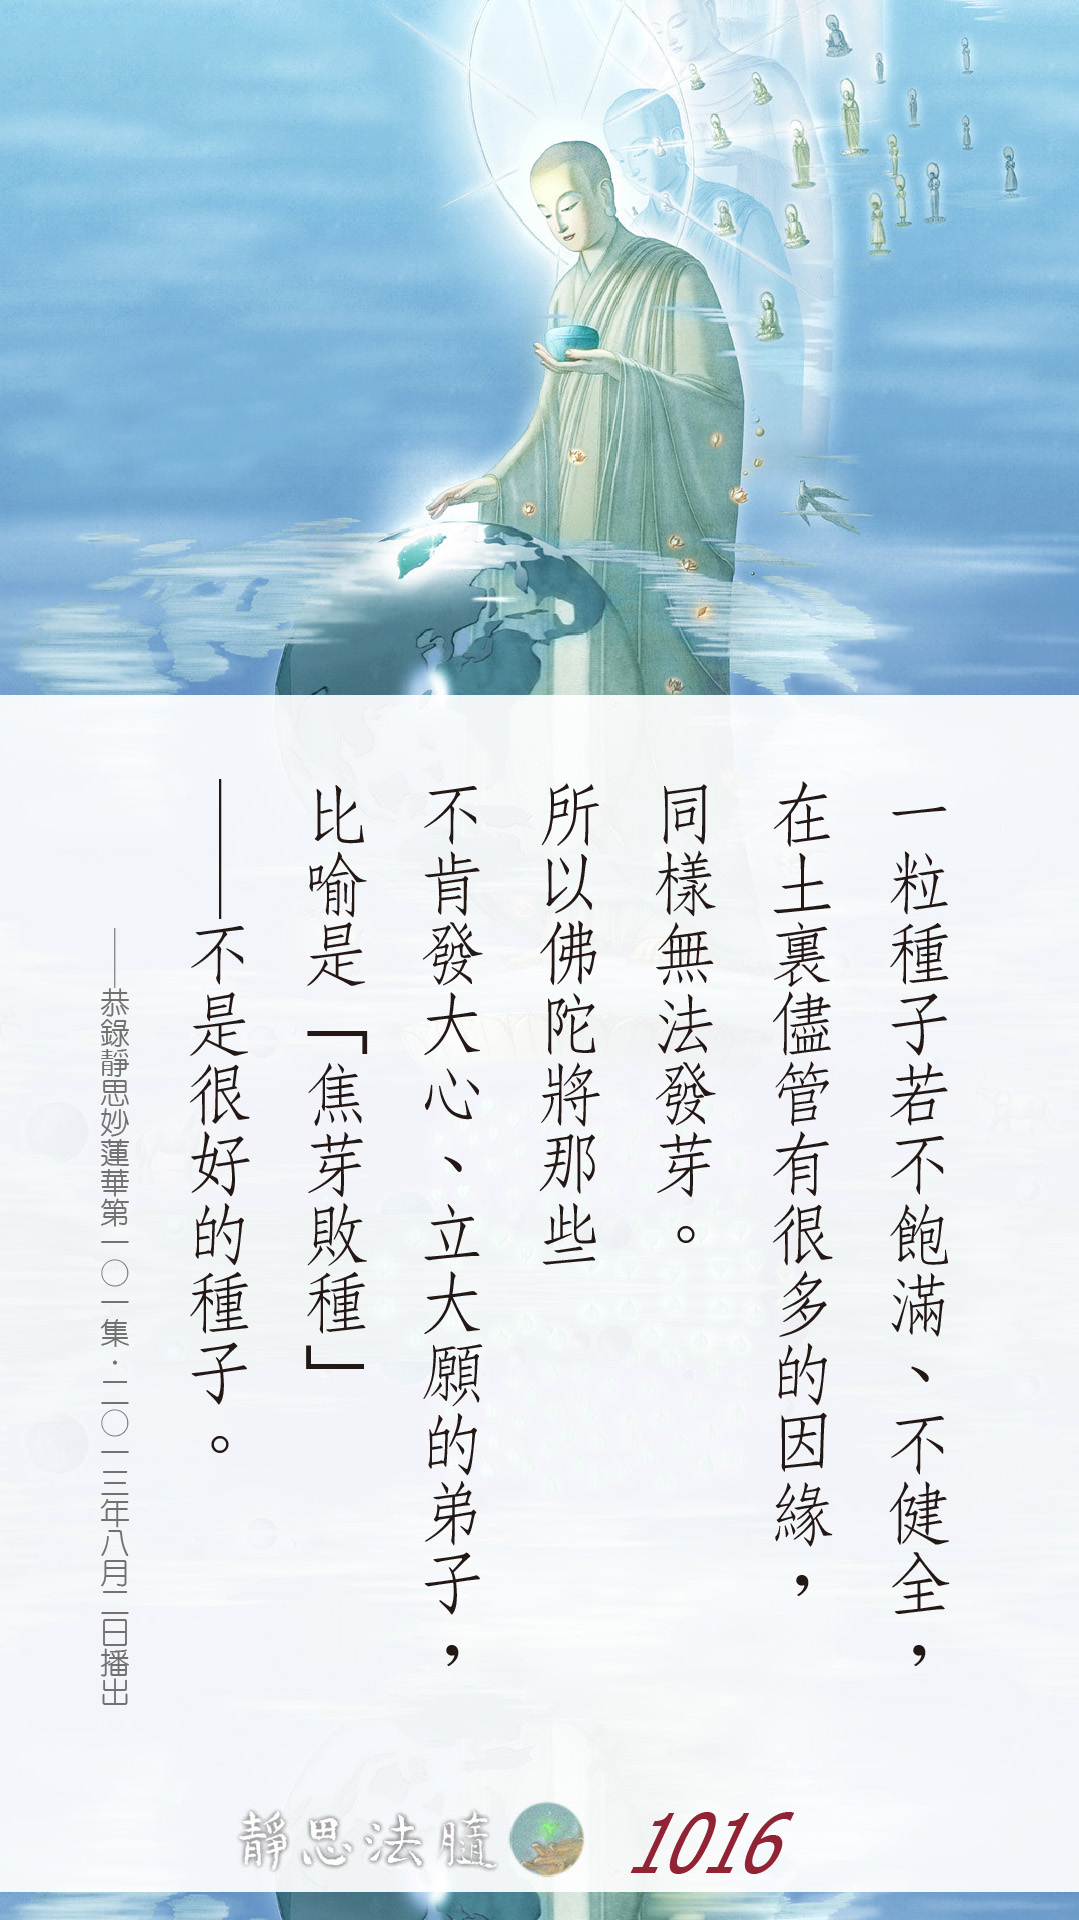 一粒種子若不飽滿、不健全，
在土裏儘管有很多的因緣，
同樣無法發芽。
所以佛陀將那些
不肯發大心、立大願的弟子，
比喻是「焦芽敗種」
——不是很好的種子。
——恭錄靜思妙蓮華第一〇一集·二〇一三年八月二日播出
靜思法髓
1016